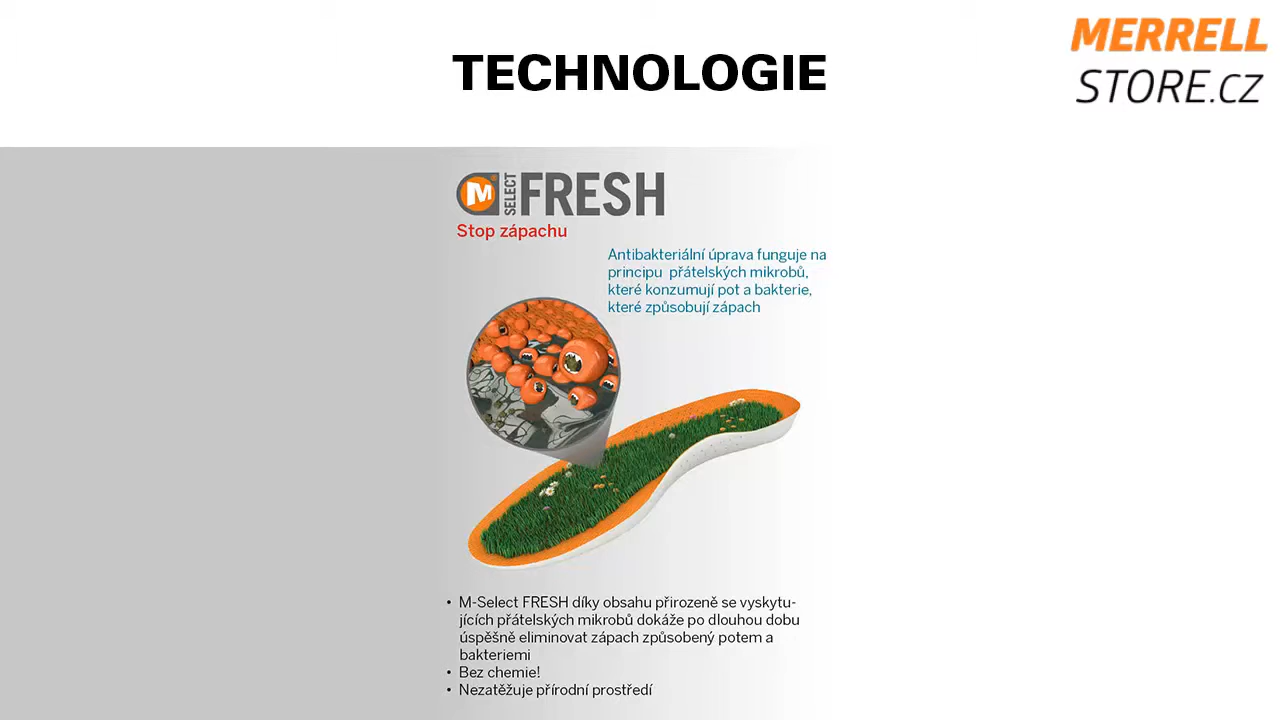 TECHNOLOGIE
MERRELL
STORE.CZ
M SELECT FRESH
Stop zápachu
Antibakteriální úprava funguje na
principu přátelských mikrobů,
které konzumují pot a bakterie,
které způsobují zápach
• M-Select FRESH díky obsahu přirozeně se vyskytu-
jících přátelských mikrobů dokáže po dlouhou dobu
úspěšně eliminovat zápach způsobený potem a
bakteriemi
• Bez chemie!
• Nezatěžuje přírodní prostředí